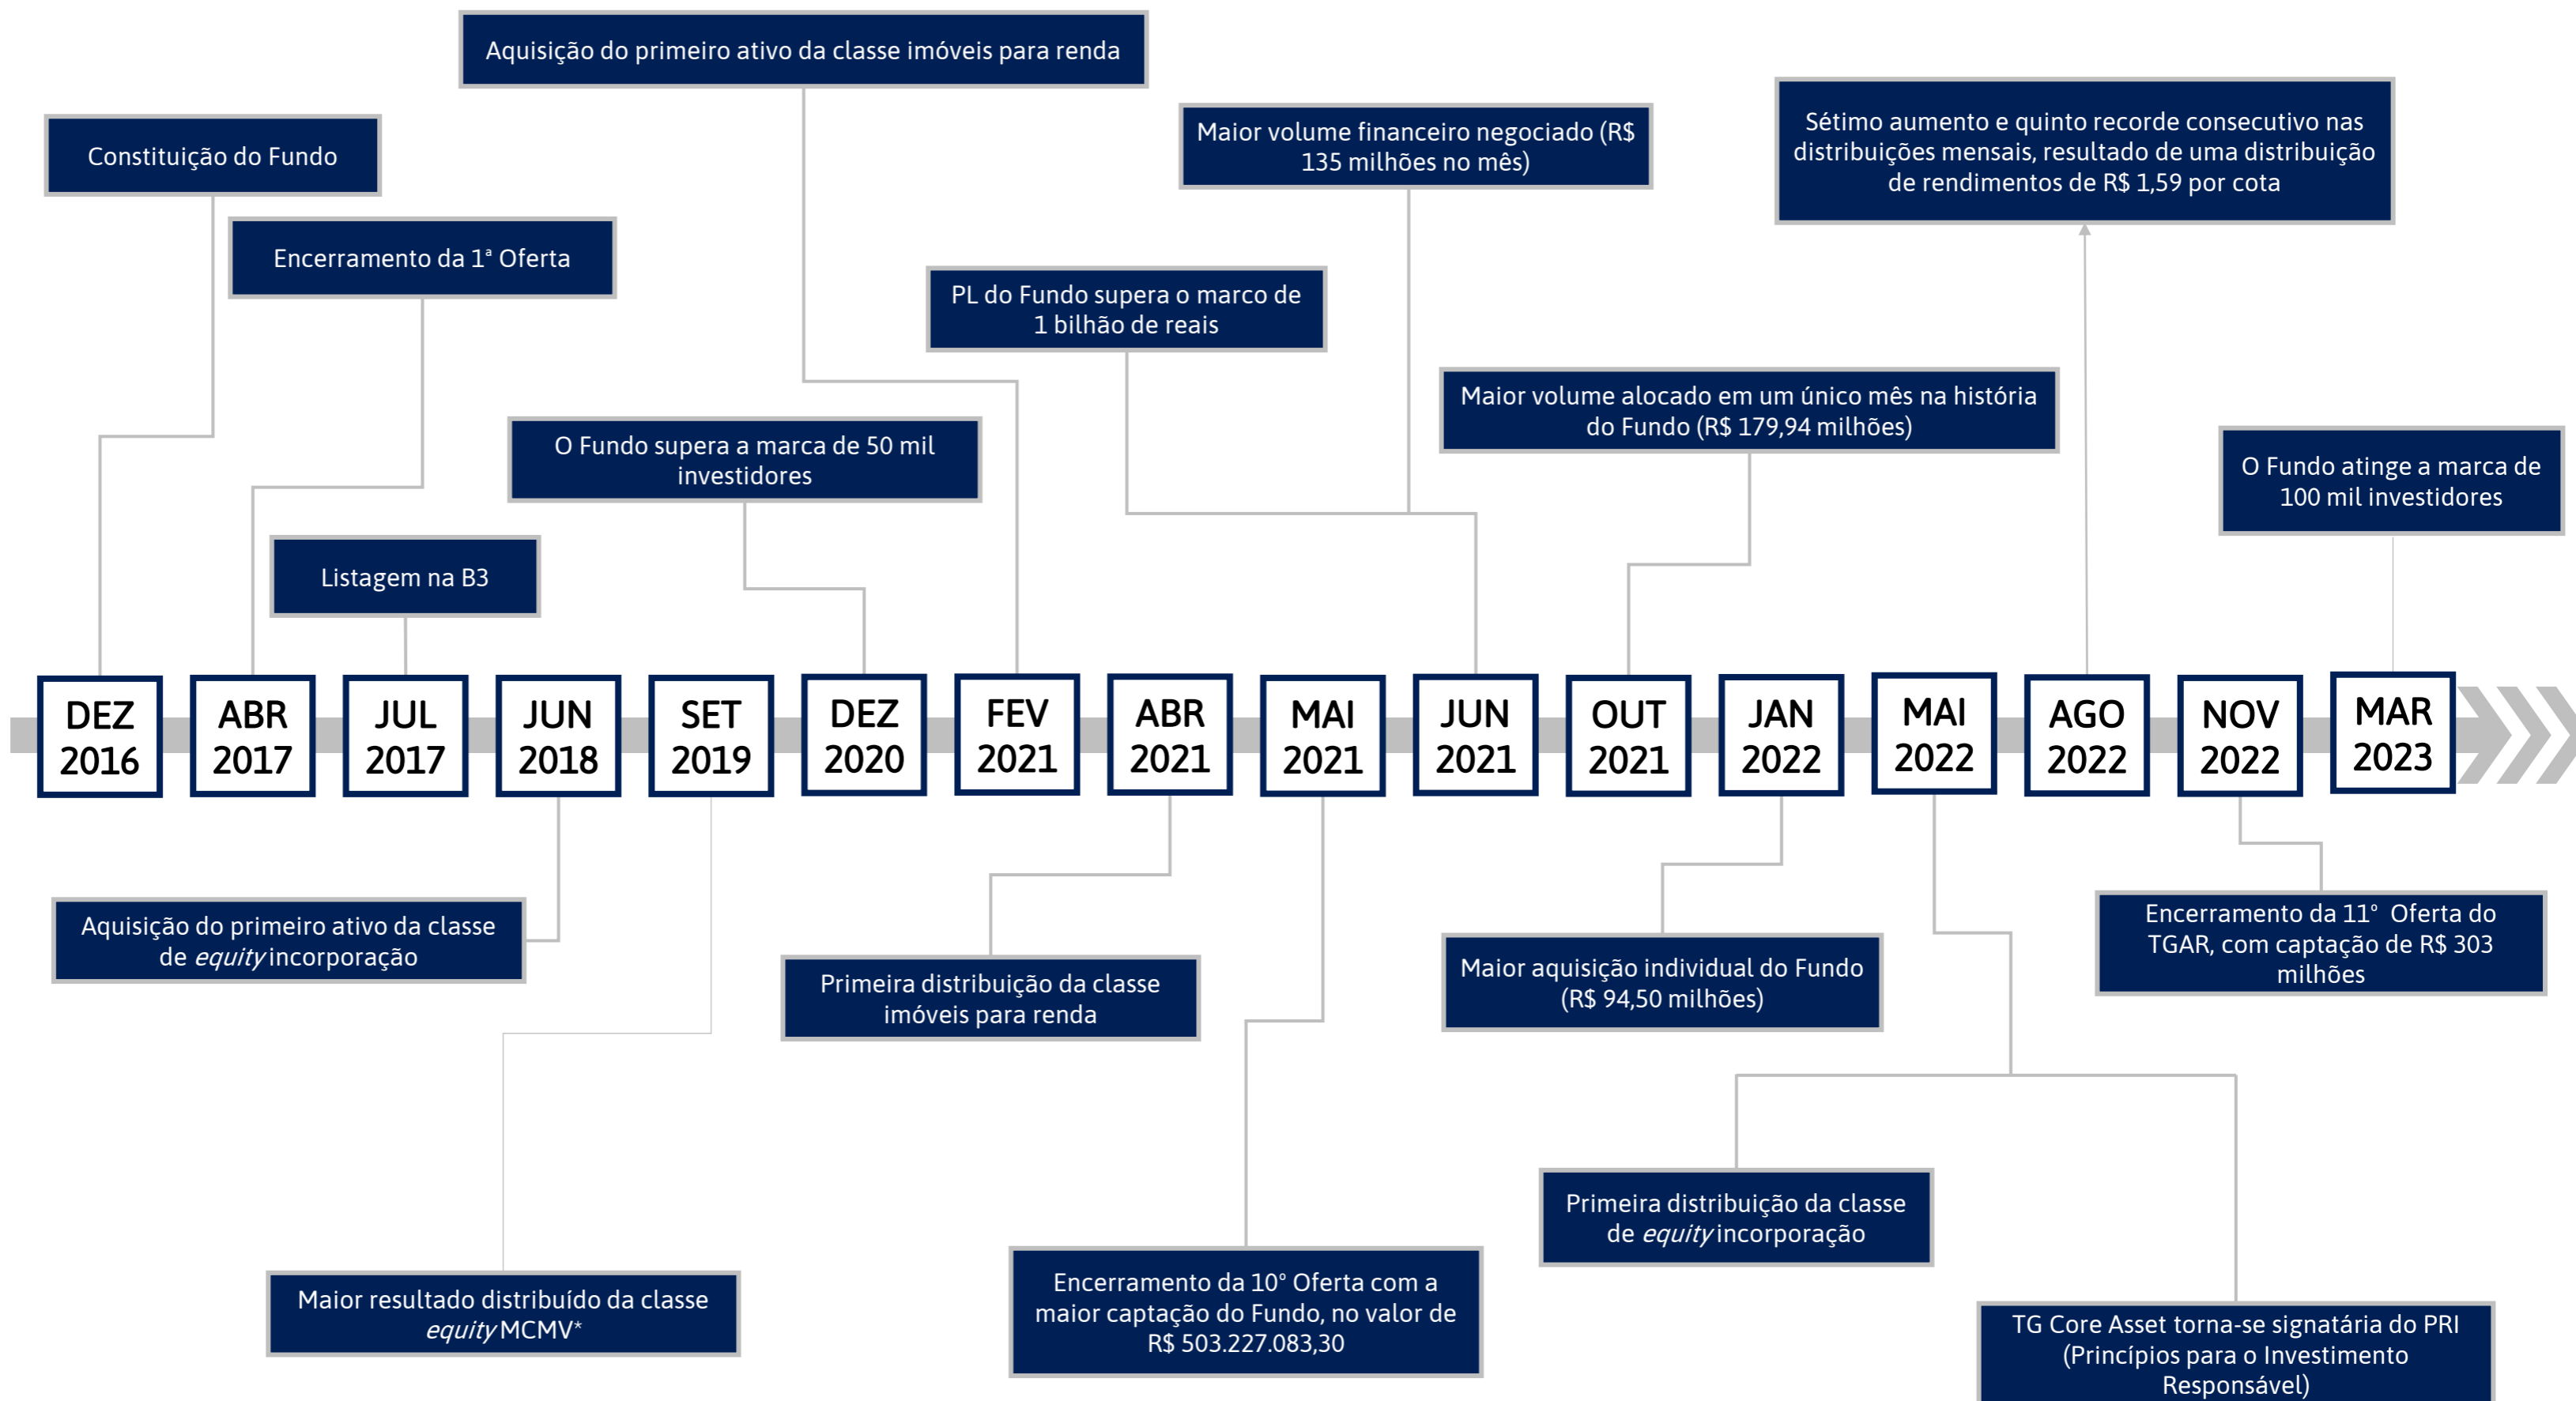 Aquisição do primeiro ativo da classe imóveis para renda
Constituição do Fundo
Maior volume financeiro negociado (R$
135 milhões no mês)
Sétimo aumento e quinto recorde consecutivo nas
distribuições mensais, resultado de uma distribuição
de rendimentos de R$ 1,59 por cota
Encerramento da 1ª Oferta
PL do Fundo supera o marco de
1 bilhão de reais
Maior volume alocado em um único mês na história
do Fundo (R$ 179,94 milhões)
O Fundo supera a marca de 50 mil
investidores
O Fundo atinge a marca de
100 mil investidores
Listagem na B3
DEZ
2016
ABR
2017
JUL
2017
JUN
2018
SET
2019
DEZ
2020
FEV
2021
ABR
2021
MAI
2021
JUN
2021
OUT
2021
JAN
2022
MAI
2022
AGO
2022
NOV
2022
MAR
2023
Aquisição do primeiro ativo da classe
de equity incorporação
Primeira distribuição da classe
imóveis para renda
Maior aquisição individual do Fundo
(R$ 94,50 milhões)
Encerramento da 11° Oferta do
TGAR, com captação de R$ 303
milhões
Primeira distribuição da classe
de equity incorporação
Maior resultado distribuído da classe
equity MCMV*
Encerramento da 10° Oferta com a
maior captação do Fundo, no valor de
R$ 503.227.083,30
TG Core Asset torna-se signatária do PRI
(Princípios para o Investimento
Responsável)